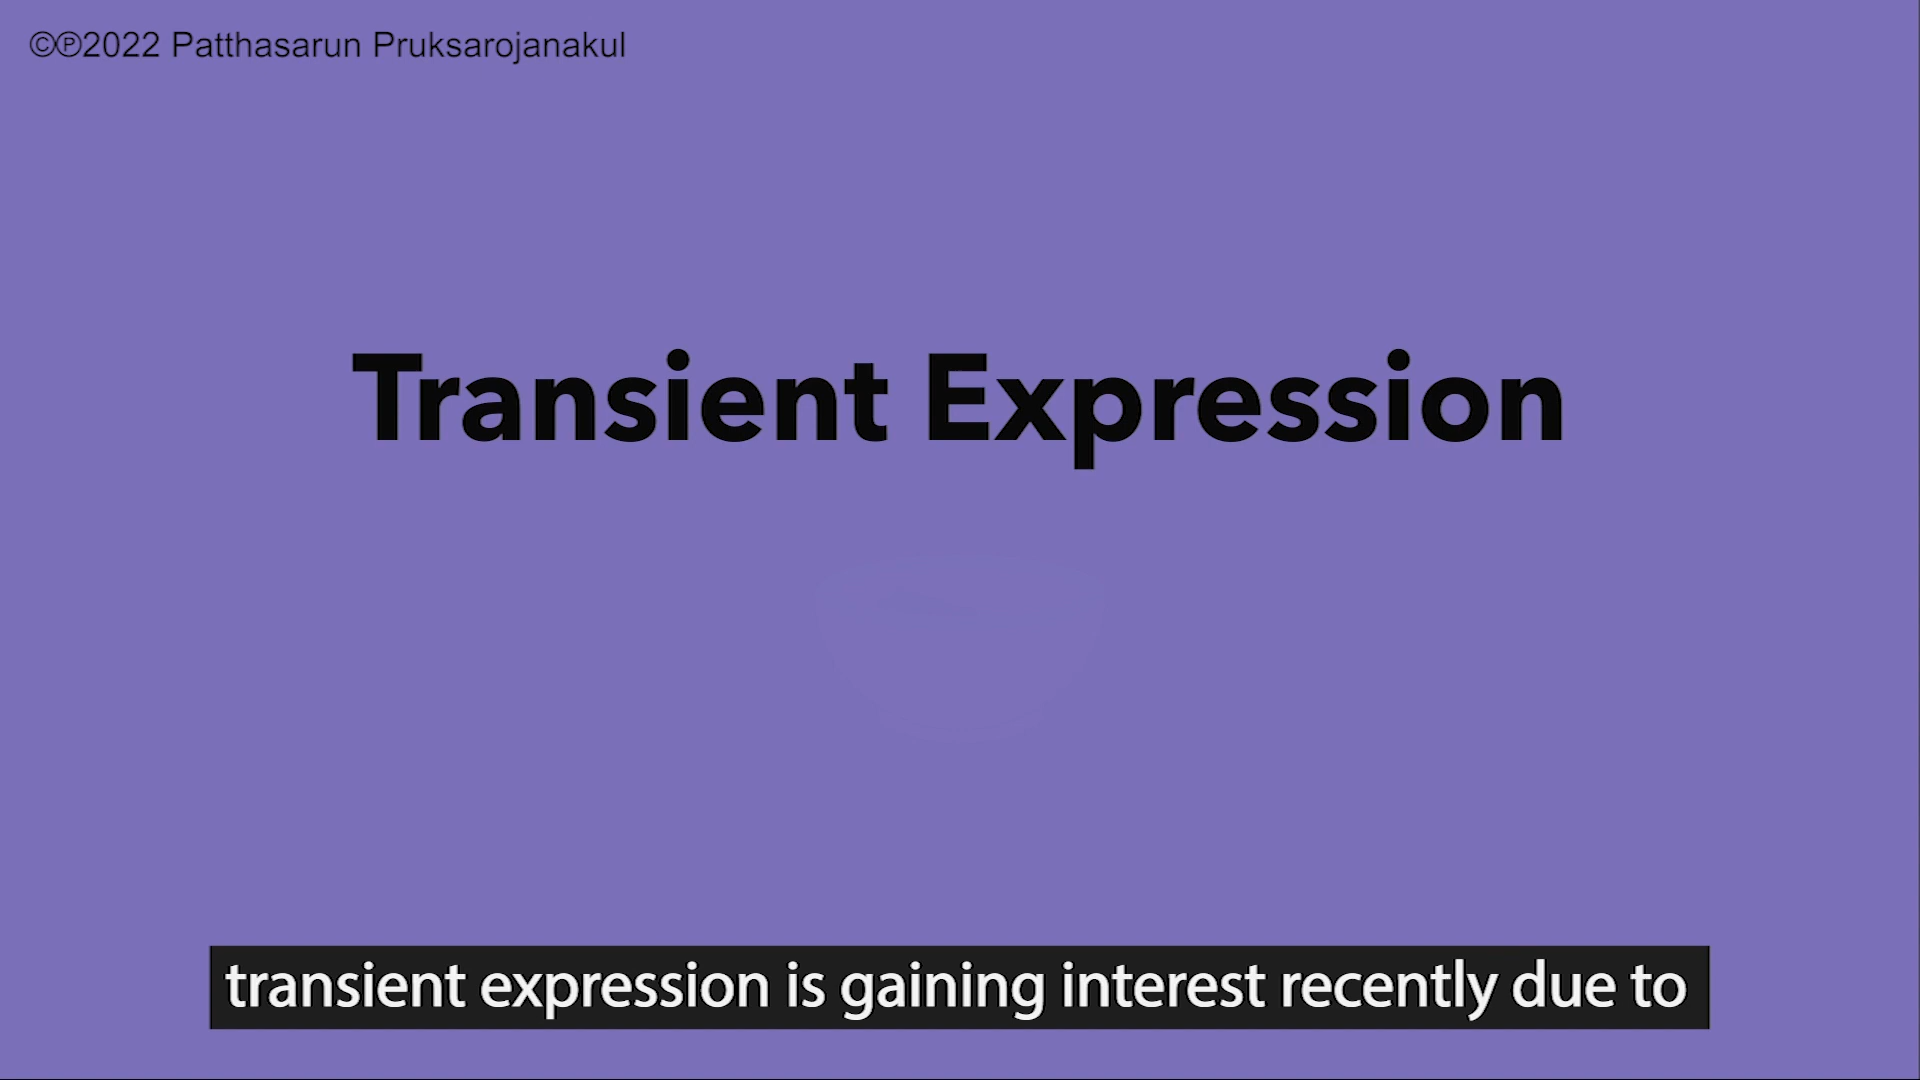 ©℗2022 Patthasarun Pruksarojanakul
Transient Expression
transient expression is gaining interest recently due to